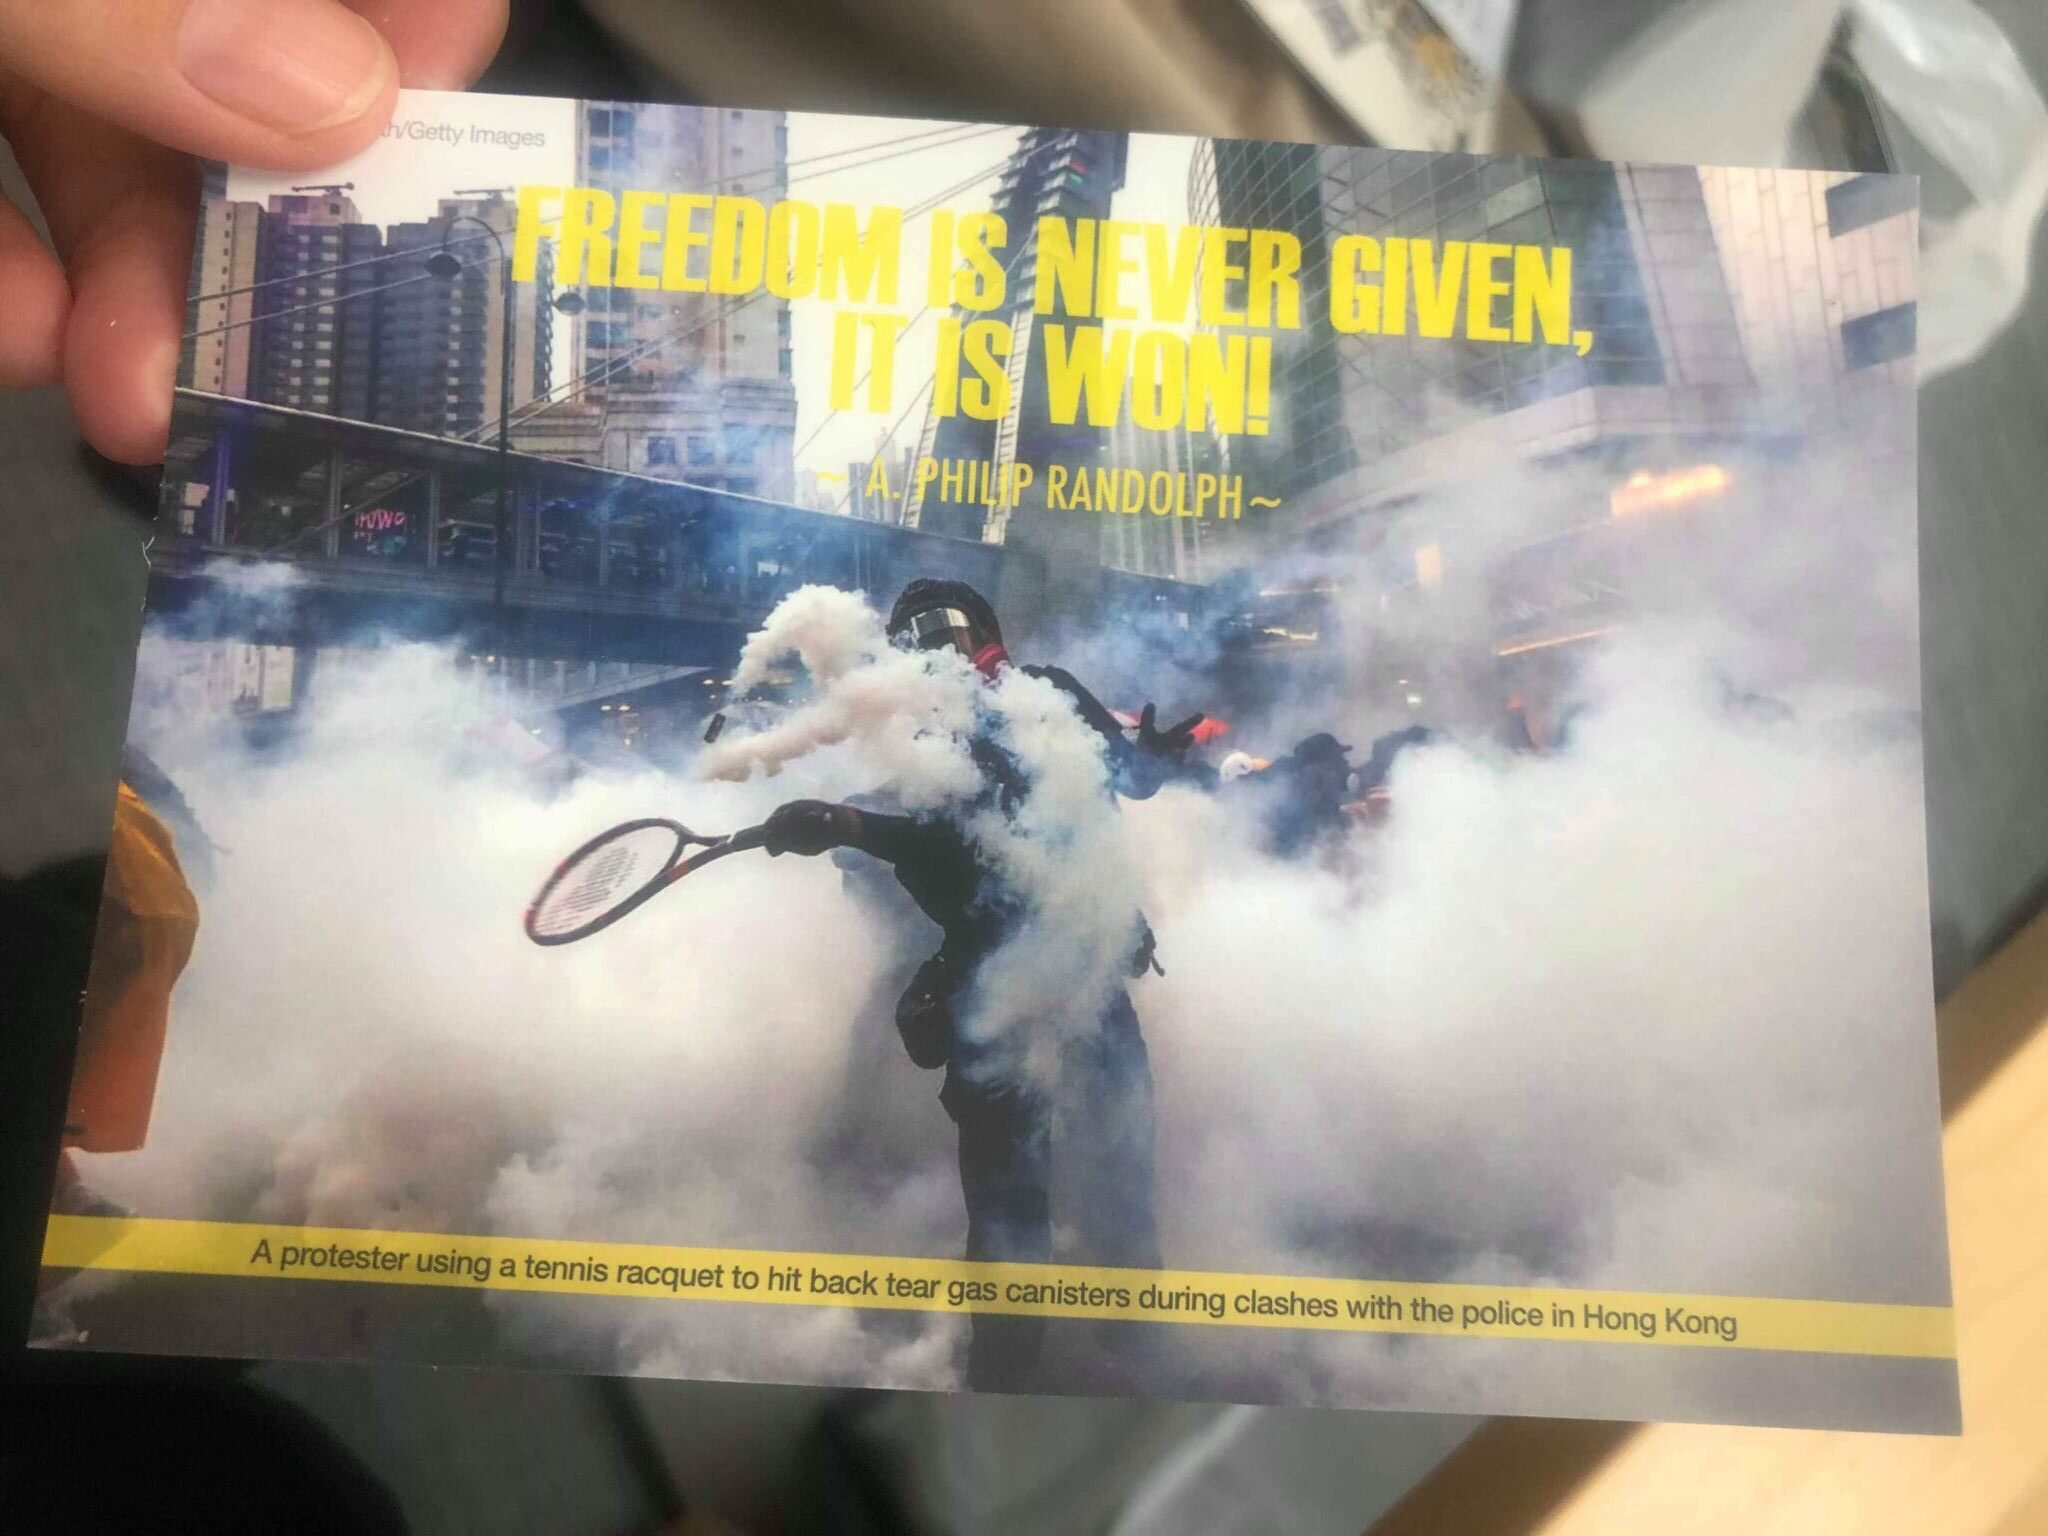 /Getty Images
FREEDOM IS NEVER GIVEN,
IT IS WON!
~ A. PHILIP RANDOLPH ~
A protester using a tennis racquet to hit back tear gas canisters during clashes with the police in Hong Kong